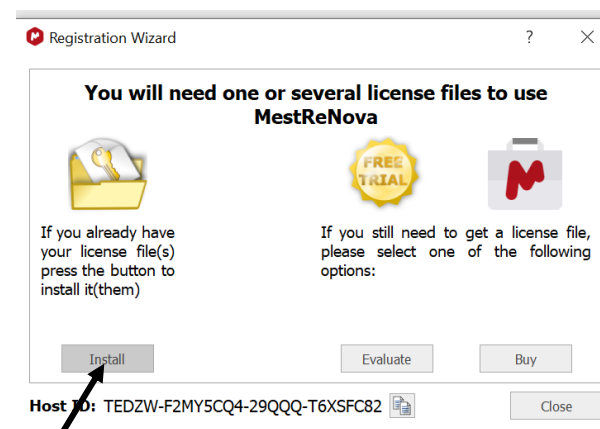 Registration Wizard
?
You will need one or several license files to use
MestReNova
FREE
TRIAL
If you already have
your license file(s)
press the button to
install it(them)
If you still need to get a license file,
please select one of the following
options:
Install
Evaluate
Buy
Host ID: TEDZW-F2MY5CQ4-29QQQ-T6XSFC82
Close